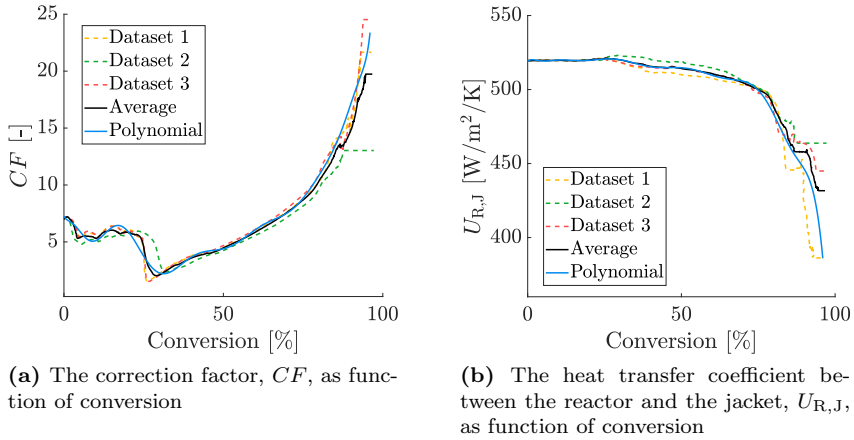 25
20
15
10
5
CF [-]
Dataset 1
Dataset 2
Dataset 3
Average
Polynomial
0
50
100
Conversion [%]
(a) The correction factor, CF, as func-
tion of conversion
500
450
400
U_R,J [W/m²/K]
Dataset 1
Dataset 2
Dataset 3
Average
Polynomial
0
50
100
Conversion [%]
(b) The heat transfer coefficient be-
tween the reactor and the jacket, U_R,J,
as function of conversion